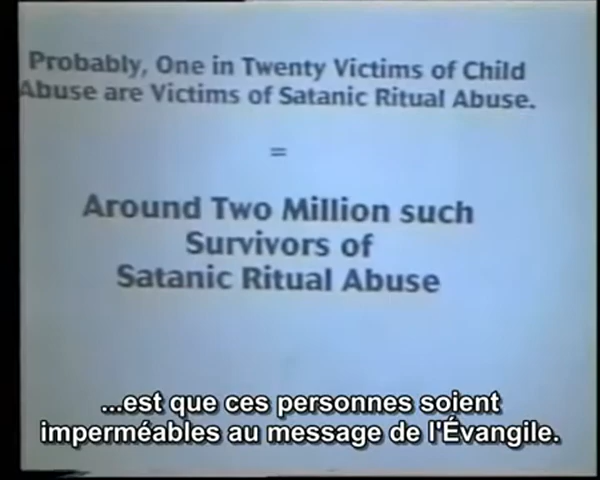 Probably, One in Twenty Victims of Child
Abuse are Victims of Satanic Ritual Abuse.
=
Around Two Million such
Survivors of
Satanic Ritual Abuse
...est que ces personnes soient
imperméables au message de l'Évangile.